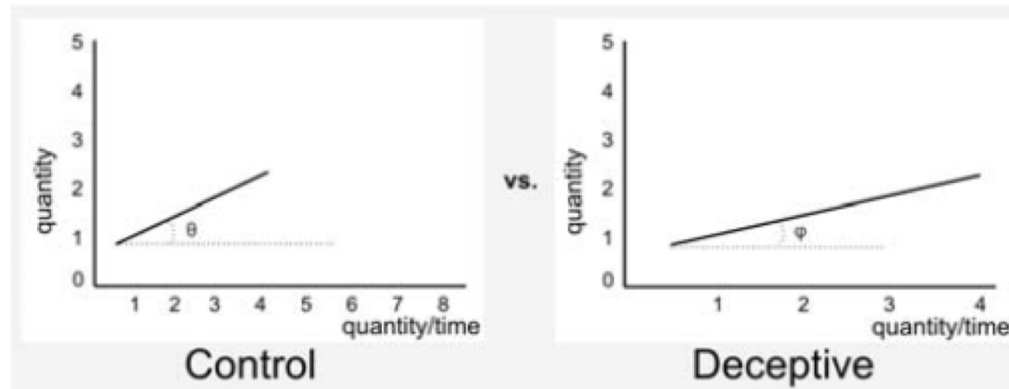 5
4
3
2
1
0
quantity
θ
1 2 3 4 5 6 7 8
quantity/time
Control
vs.
5
4
3
2
1
0
quantity
φ
1 2 3 4
quantity/time
Deceptive